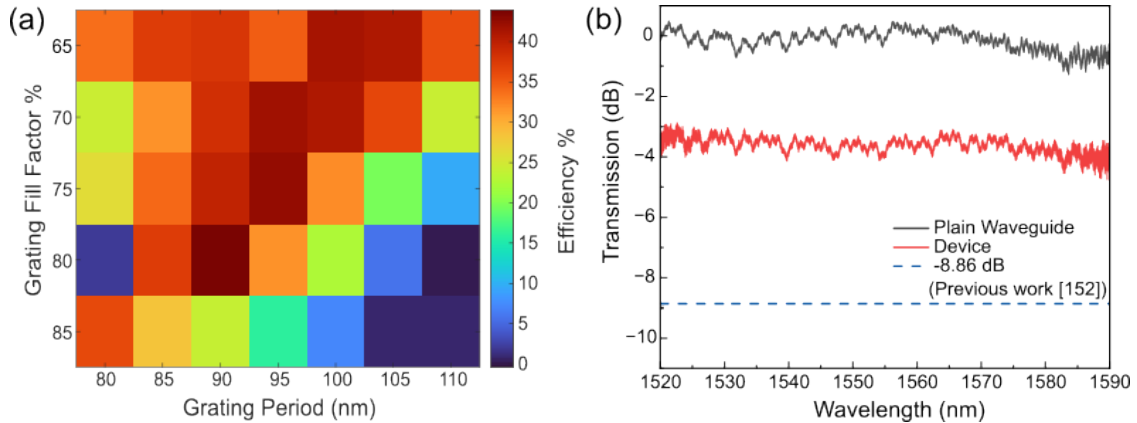 (a)
65
70
75
80
85
Grating Fill Factor %
80 85 90 95 100 105 110
Grating Period (nm)
40
35
30
25
20
15
10
5
0
Efficiency %
(b)
0
−2
−4
−6
−8
−10
Transmission (dB)
Plain Waveguide
Device
-8.86 dB
(Previous work [152])
1520 1530 1540 1550 1560 1570 1580 1590
Wavelength (nm)